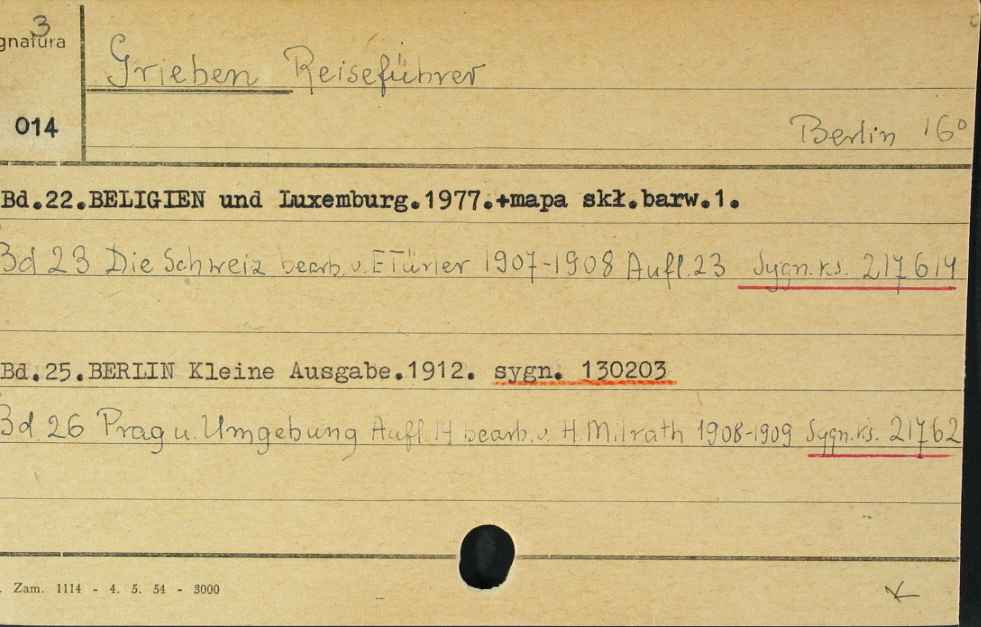 3
gnatura
Grieben Reiseführer
014
Berlin 16°
Bd.22.BELIGIEN und Luxemburg.1977.+mapa skł.barw.1.
Bd 23 Die Schweiz bearb. v. E Türler 1907-1908 Aufl. 23 Sygn. rs. 217614
Bd.25.BERLIN Kleine Ausgabe.1912. sygn. 130203
Bd 26 Prag u. Umgebung Aufl. 14 bearb. v. H. Milrath 1908-1909 Sygn. rs. 21762
. Zam. 1114 - 4. 5. 54 - 3000